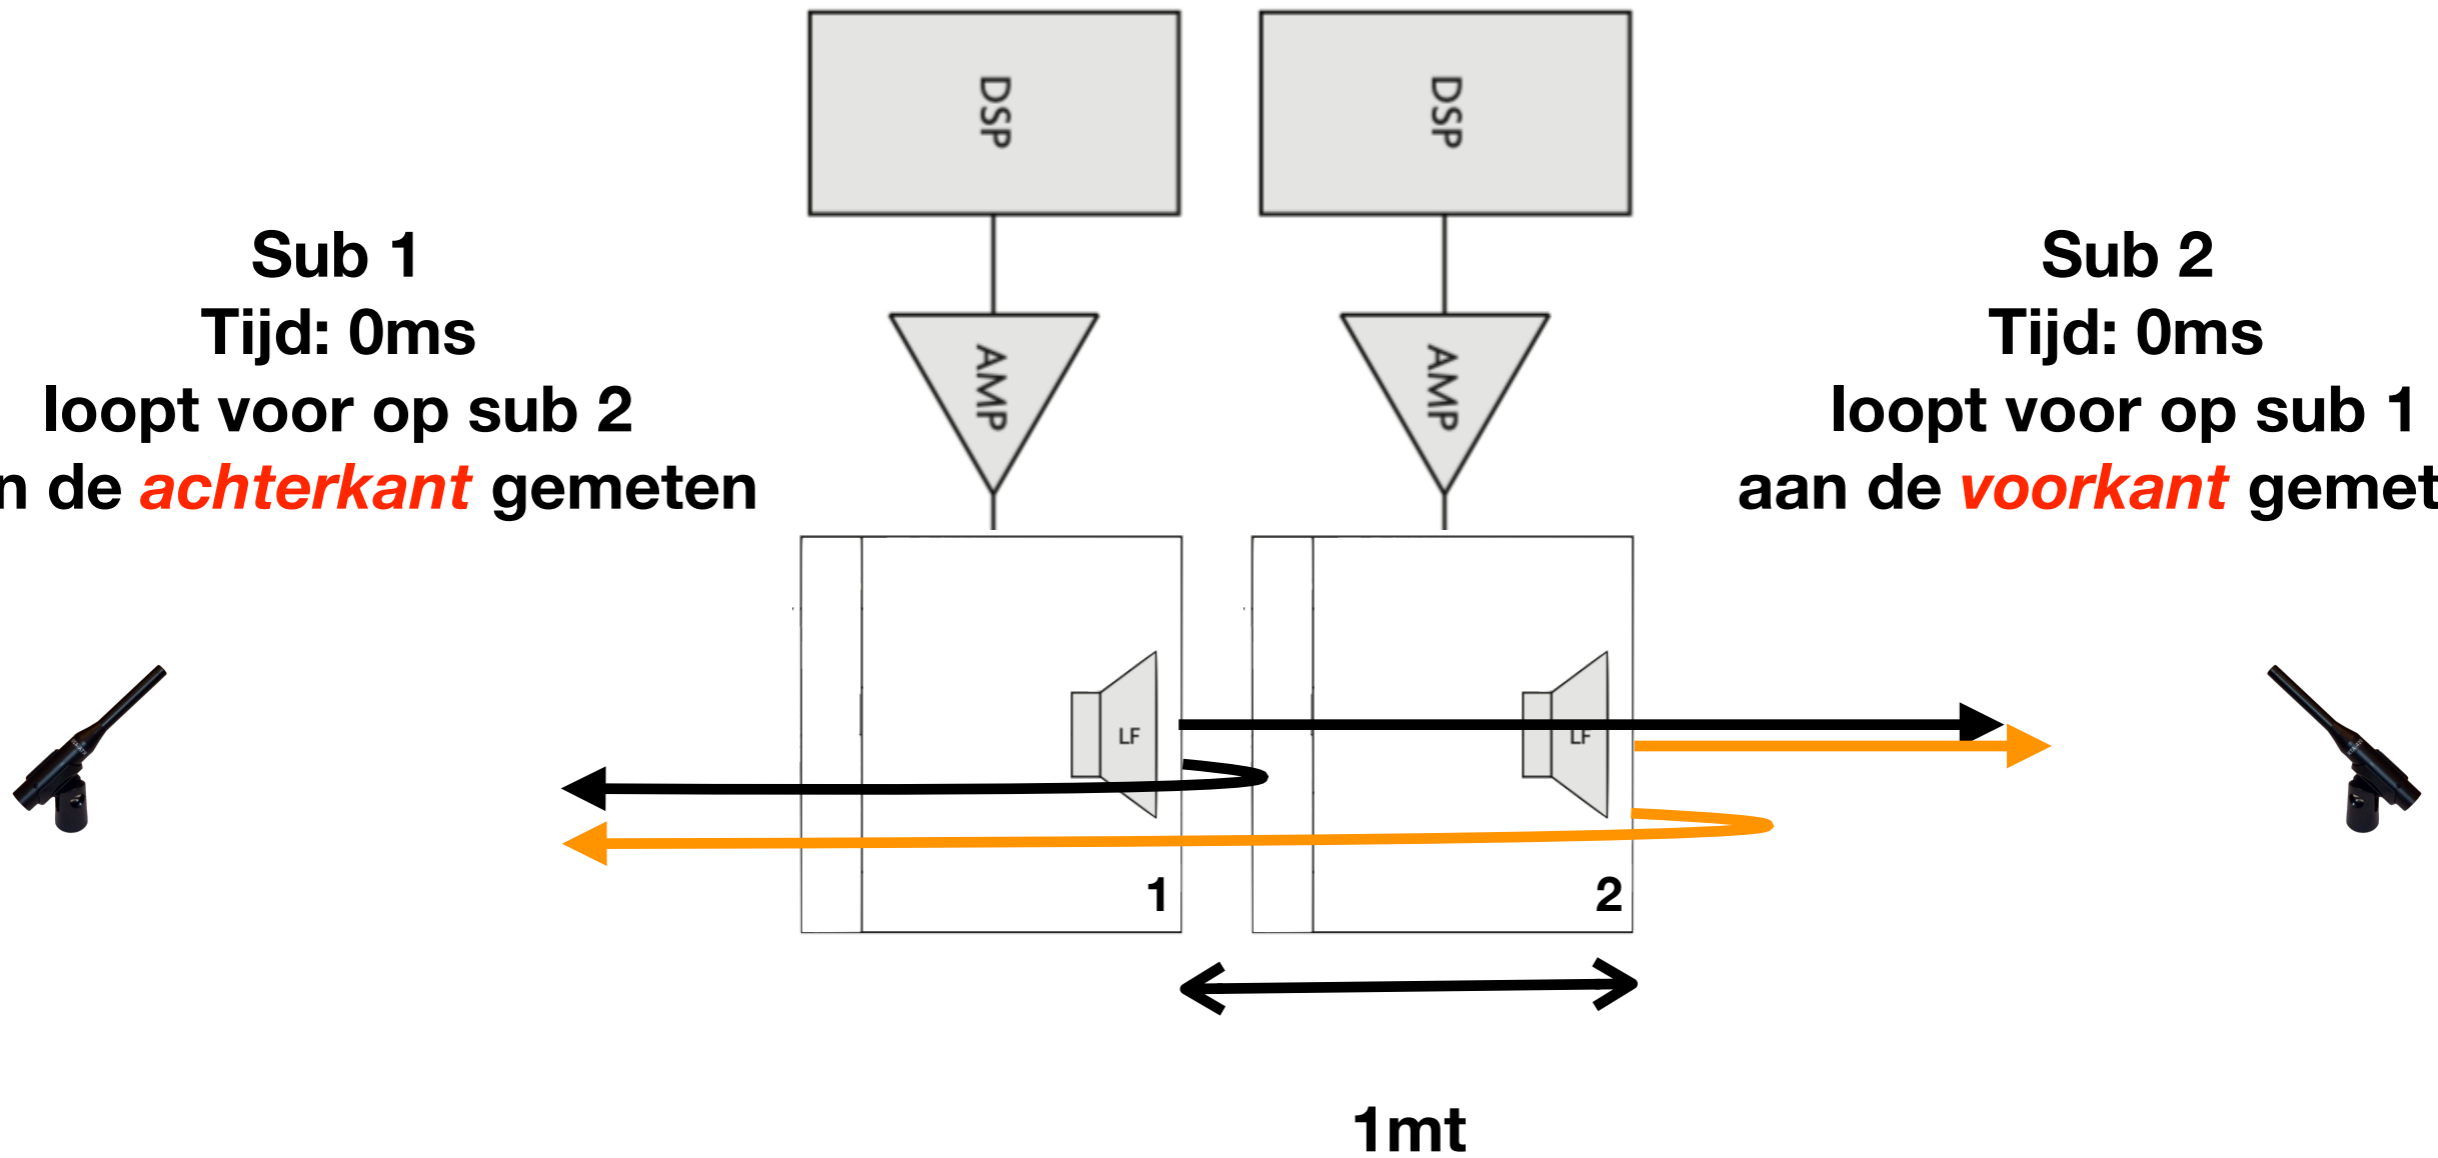 DSP
DSP
AMP
AMP
Sub 1
Tijd: 0ms
loopt voor op sub 2
n de achterkant gemeten
Sub 2
Tijd: 0ms
loopt voor op sub 1
aan de voorkant gemet
LF
LF
1
2
1mt